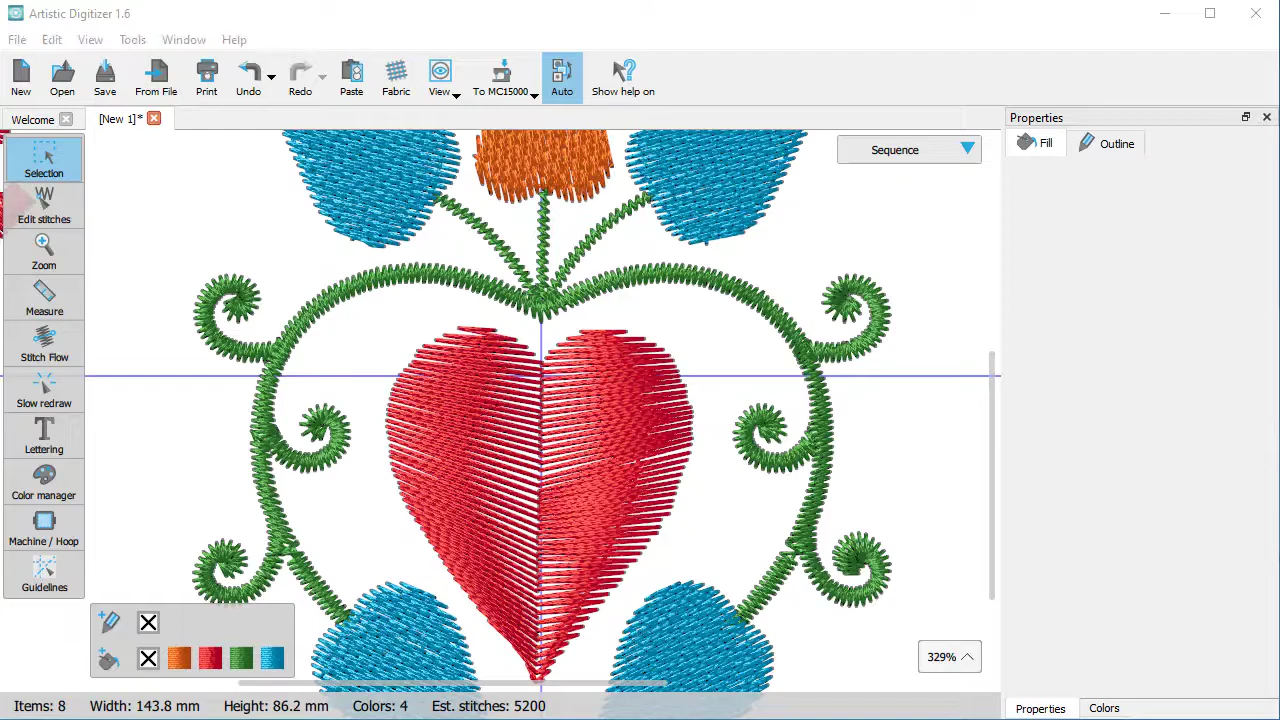 Artistic Digitizer 1.6
File Edit View Tools Window Help
New Open Save From File Print Undo Redo Paste Fabric View To MC15000 Auto Show help on
Welcome [New 1]* Properties
Sequence Fill Outline
Selection
Edit stitches
Zoom
Measure
Stitch Flow
Slow redraw
Lettering
Color manager
Machine / Hoop
Guidelines
329%
Items: 8 Width: 143.8 mm Height: 86.2 mm Colors: 4 Est. stitches: 5200 Properties Colors